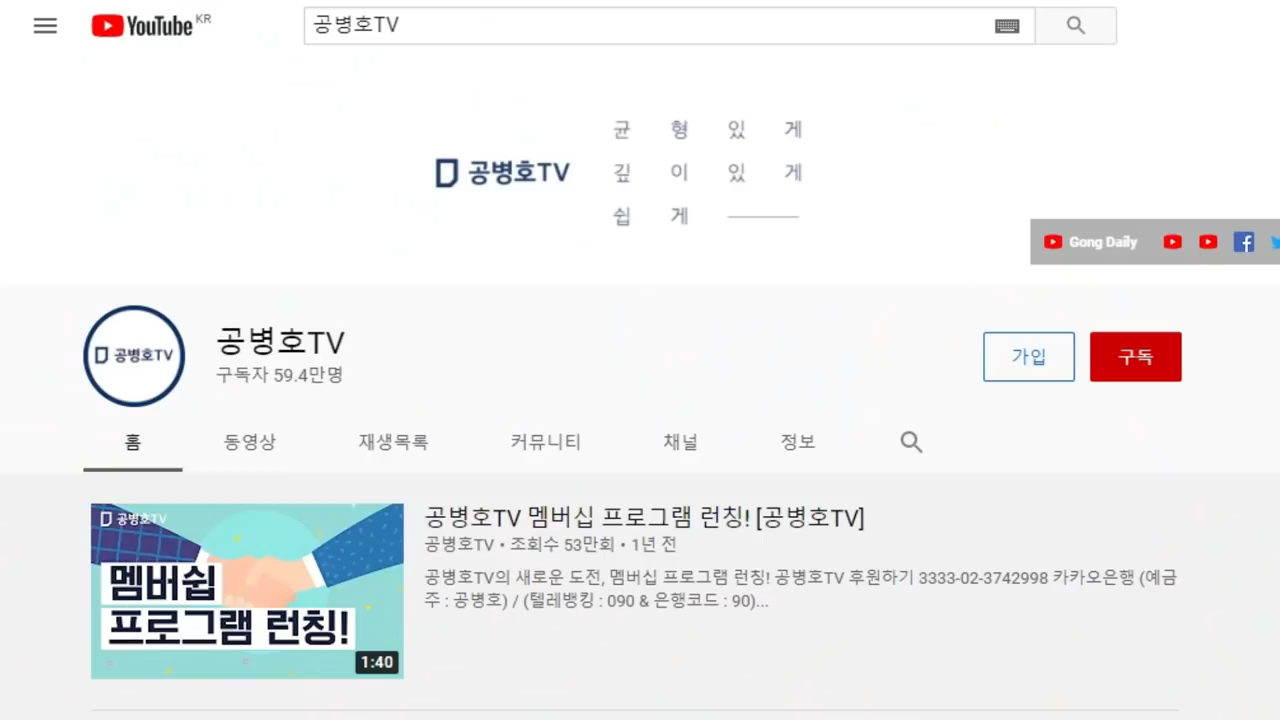 YouTube KR
공병호TV
균 형 있 게
공병호TV
깊 이 있 게
쉽 게
Gong Daily
공병호TV
공병호TV
구독자 59.4만명
가입
구독
홈 동영상 재생목록 커뮤니티 채널 정보
공병호TV
멤버쉽
프로그램 런칭!
1:40
공병호TV 멤버십 프로그램 런칭! [공병호TV]
공병호TV • 조회수 53만회 • 1년 전
공병호TV의 새로운 도전, 멤버십 프로그램 런칭! 공병호TV 후원하기 3333-02-3742998 카카오은행 (예금
주 : 공병호) / (텔레뱅킹 : 090 & 은행코드 : 90)...